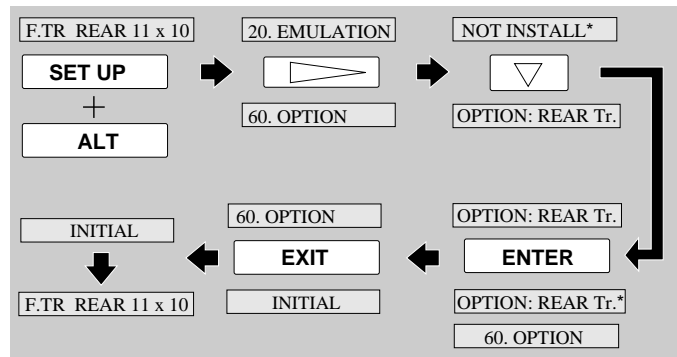 F.TR REAR 11 x 10
SET UP
+
ALT
20. EMULATION
60. OPTION
NOT INSTALL*
OPTION: REAR Tr.
OPTION: REAR Tr.
ENTER
OPTION: REAR Tr.*
60. OPTION
60. OPTION
EXIT
INITIAL
INITIAL
F.TR REAR 11 x 10